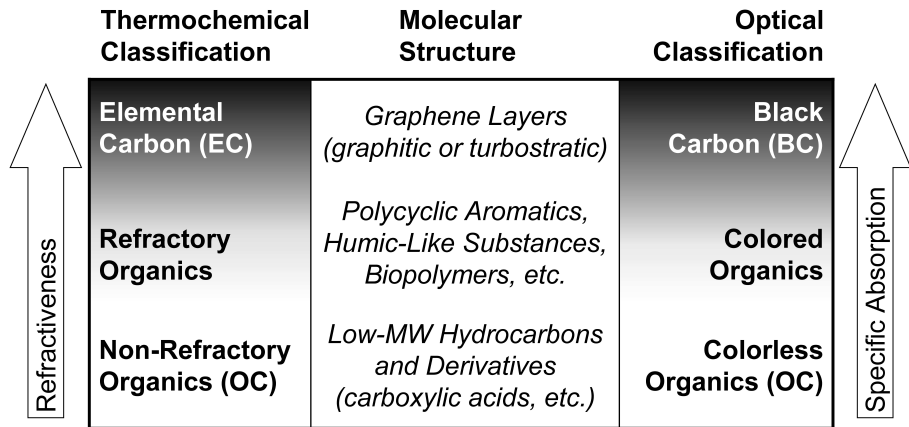 Thermochemical
Classification
Molecular
Structure
Optical
Classification
Refractiveness
Elemental
Carbon (EC)
Graphene Layers
(graphitic or turbostratic)
Black
Carbon (BC)
Refractory
Organics
Polycyclic Aromatics,
Humic-Like Substances,
Biopolymers, etc.
Colored
Organics
Non-Refractory
Organics (OC)
Low-MW Hydrocarbons
and Derivatives
(carboxylic acids, etc.)
Colorless
Organics (OC)
Specific Absorption